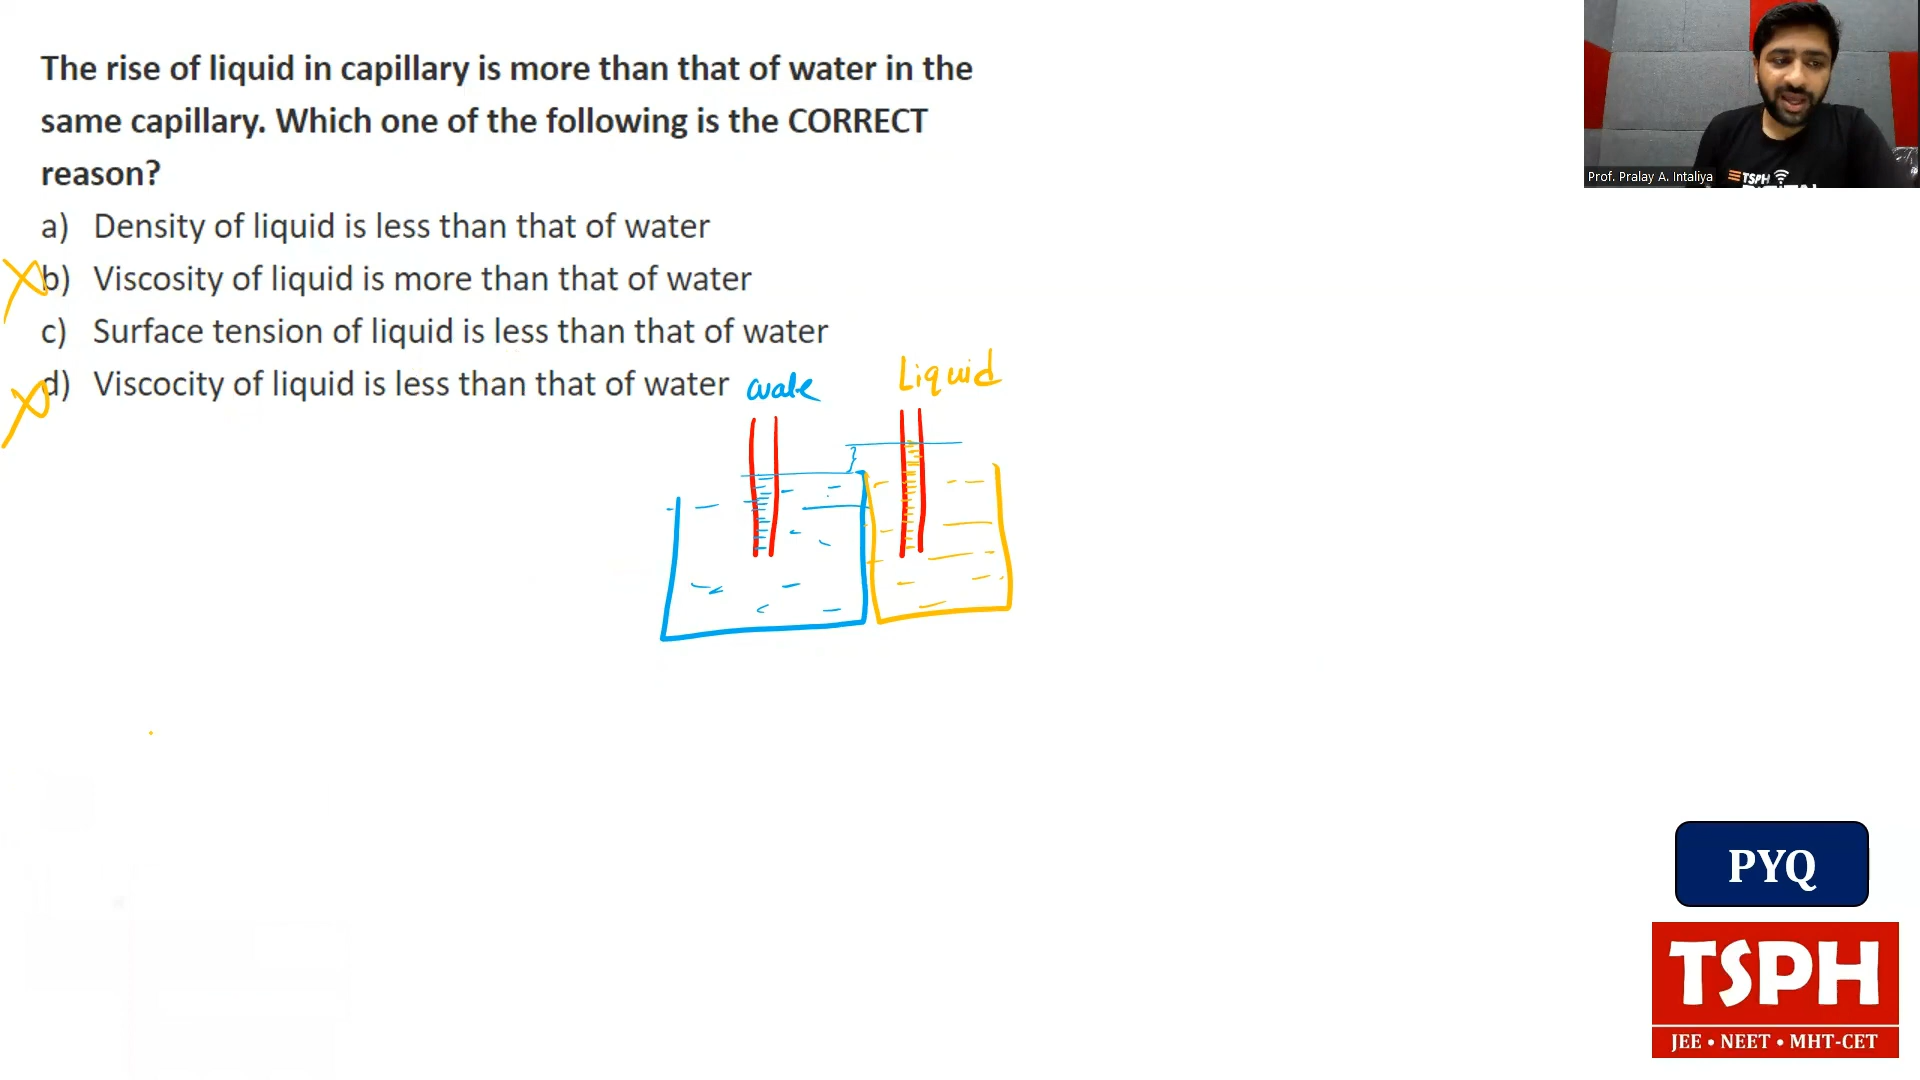 The rise of liquid in capillary is more than that of water in the
same capillary. Which one of the following is the CORRECT
reason?
a) Density of liquid is less than that of water
b) Viscosity of liquid is more than that of water
c) Surface tension of liquid is less than that of water
d) Viscocity of liquid is less than that of water
Liquid
Prof. Pralay A. Intaliya
TSPH
PYQ
TSPH
JEE • NEET • MHT-CET